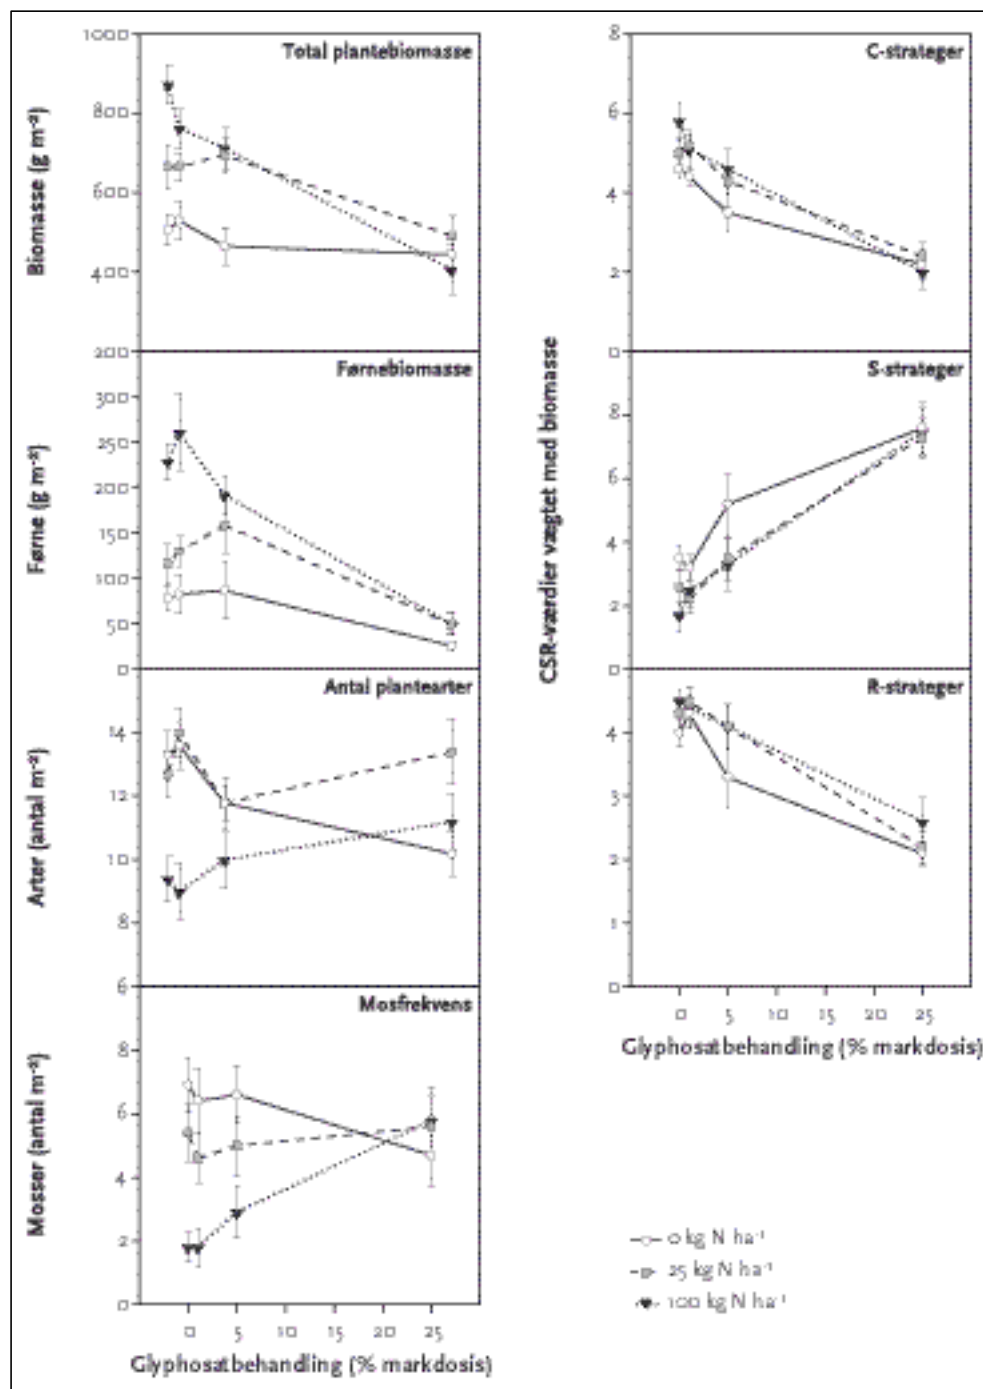 Total plantebiomasse
Biomasse (g m⁻²)
1000
800
600
400
200
Førnebiomasse
Førne (g m⁻²)
300
250
200
150
100
50
0
Antal plantearter
Arter (antal m⁻²)
14
12
10
8
6
Mosfrekvens
Mosser (antal m⁻²)
8
6
4
2
0
0 5 10 15 20 25
Glyphosatbehandling (% markdosis)
CSR-værdier vægtet med biomasse
C-strateger
8
6
4
2
0
S-strateger
8
6
4
2
0
R-strateger
4
3
2
1
0
0 5 10 15 20 25
Glyphosatbehandling (% markdosis)
0 kg N ha⁻¹
25 kg N ha⁻¹
100 kg N ha⁻¹